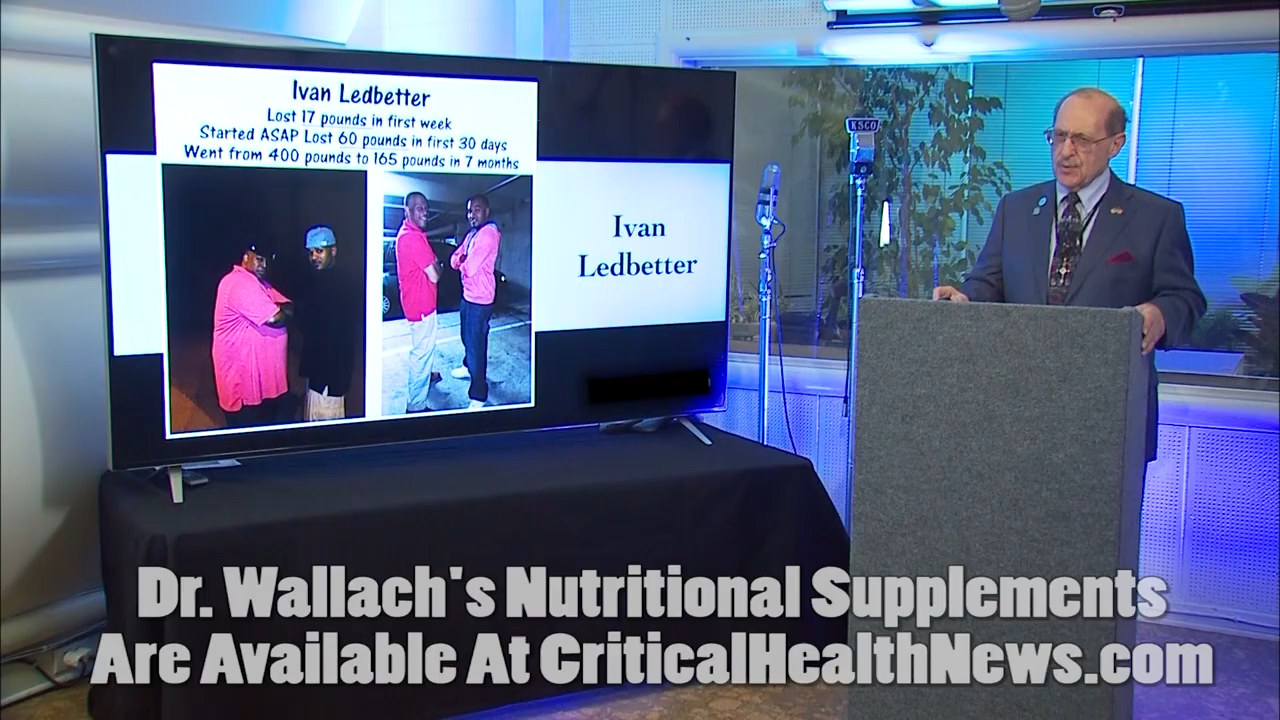 Ivan Ledbetter
Lost 17 pounds in first week
Started ASAP Lost 60 pounds in first 30 days
Went from 400 pounds to 165 pounds in 7 months
Ivan
Ledbetter
KSCO
Dr. Wallach's Nutritional Supplements
Are Available At CriticalHealthNews.com